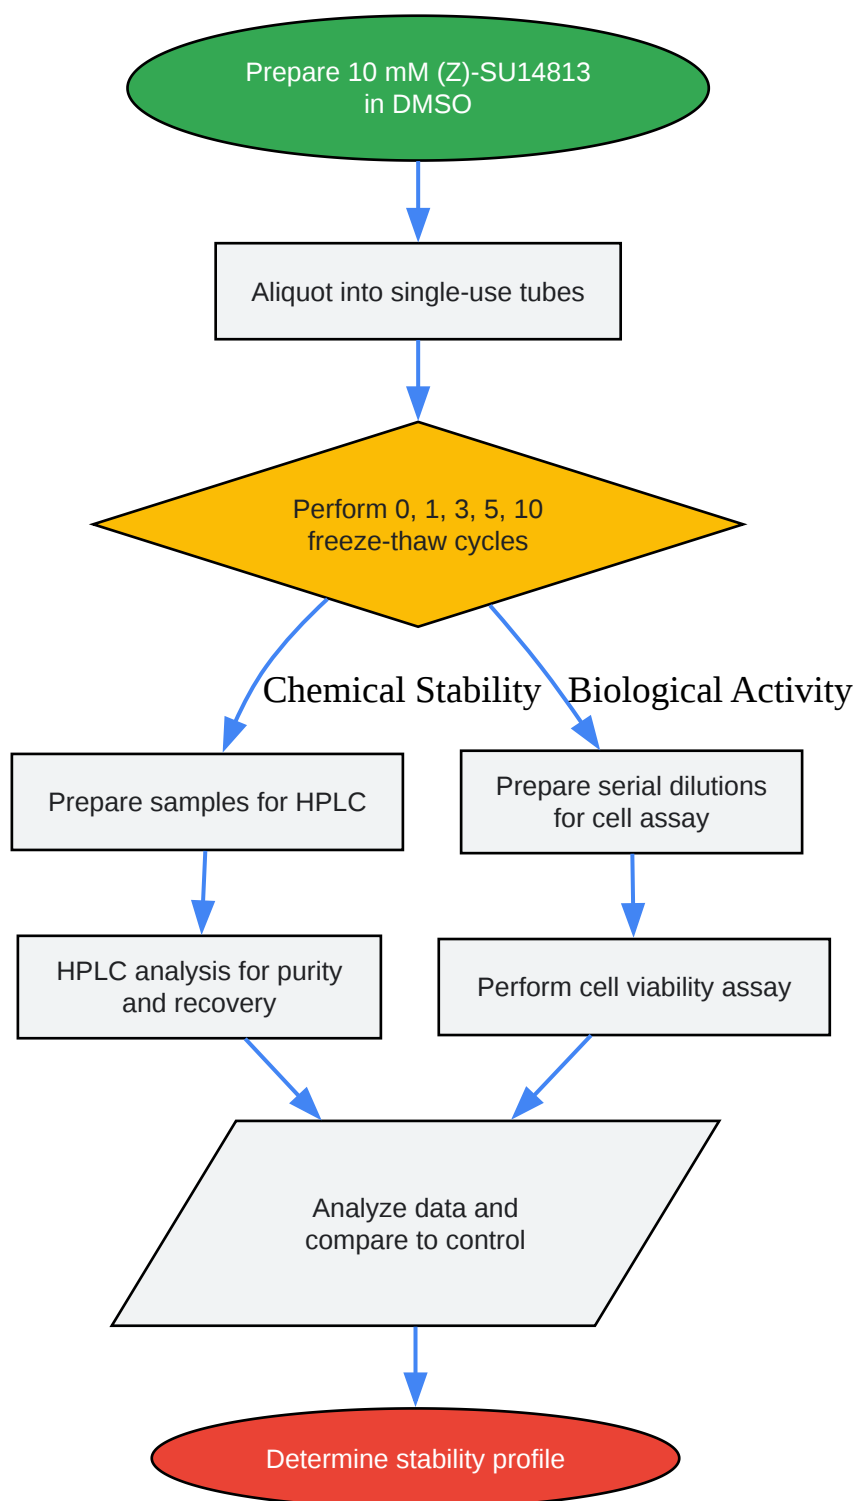 Prepare 10 mM (Z)-SU14813
in DMSO
Aliquot into single-use tubes
Perform 0, 1, 3, 5, 10
freeze-thaw cycles
Chemical Stability
Biological Activity
Prepare samples for HPLC
Prepare serial dilutions
for cell assay
HPLC analysis for purity
and recovery
Perform cell viability assay
Analyze data and
compare to control
Determine stability profile